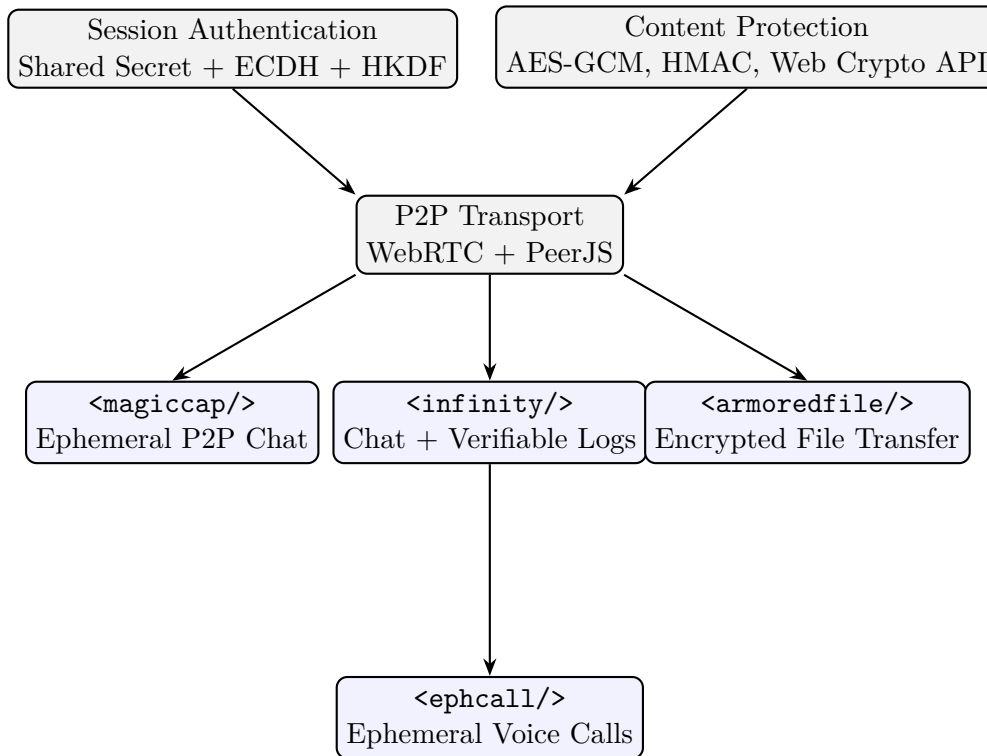 Session Authentication
Shared Secret + ECDH + HKDF
Content Protection
AES-GCM, HMAC, Web Crypto API
P2P Transport
WebRTC + PeerJS
<magiccap/>
Ephemeral P2P Chat
<infinity/>
Chat + Verifiable Logs
<armoredfile/>
Encrypted File Transfer
<ephcall/>
Ephemeral Voice Calls